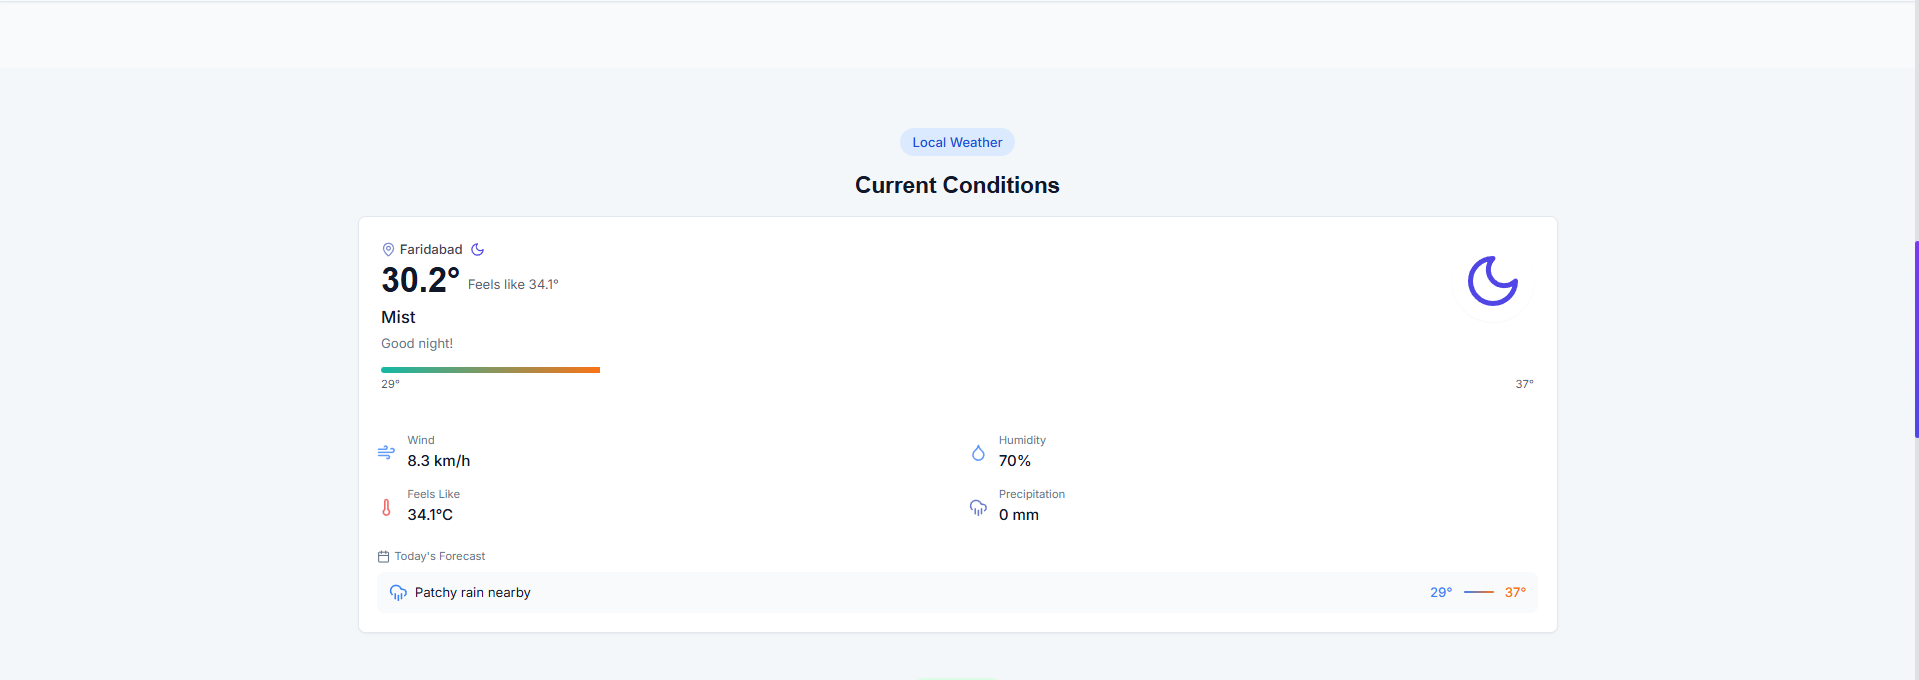 Local Weather
Current Conditions
Faridabad
30.2° Feels like 34.1°
Mist
Good night!
29° 37°
Wind
8.3 km/h
Humidity
70%
Feels Like
34.1°C
Precipitation
0 mm
Today's Forecast
Patchy rain nearby 29° 37°